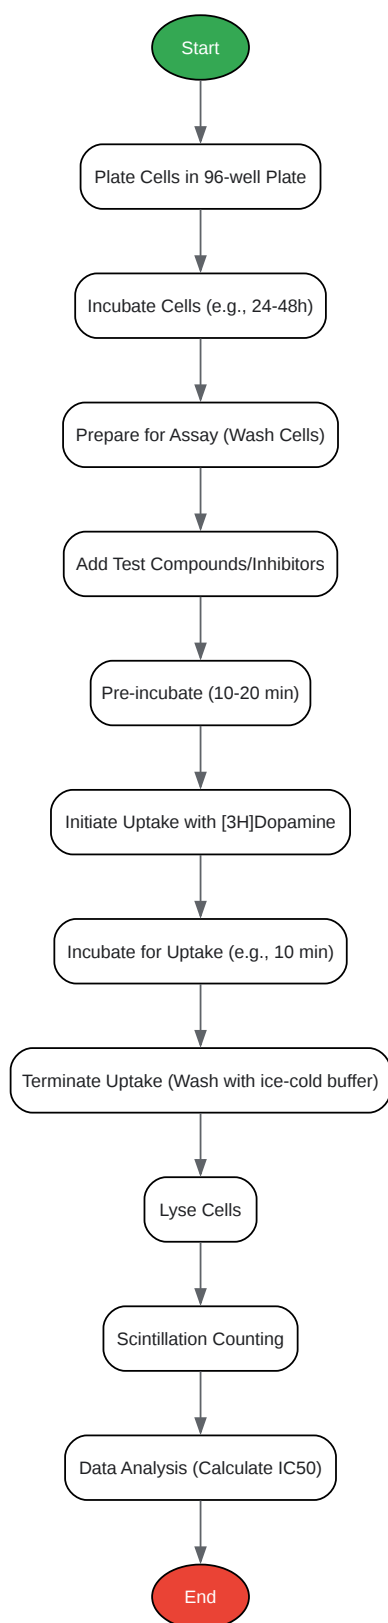 Start
Plate Cells in 96-well Plate
Incubate Cells (e.g., 24-48h)
Prepare for Assay (Wash Cells)
Add Test Compounds/Inhibitors
Pre-incubate (10-20 min)
Initiate Uptake with [3H]Dopamine
Incubate for Uptake (e.g., 10 min)
Terminate Uptake (Wash with ice-cold buffer)
Lyse Cells
Scintillation Counting
Data Analysis (Calculate IC50)
End